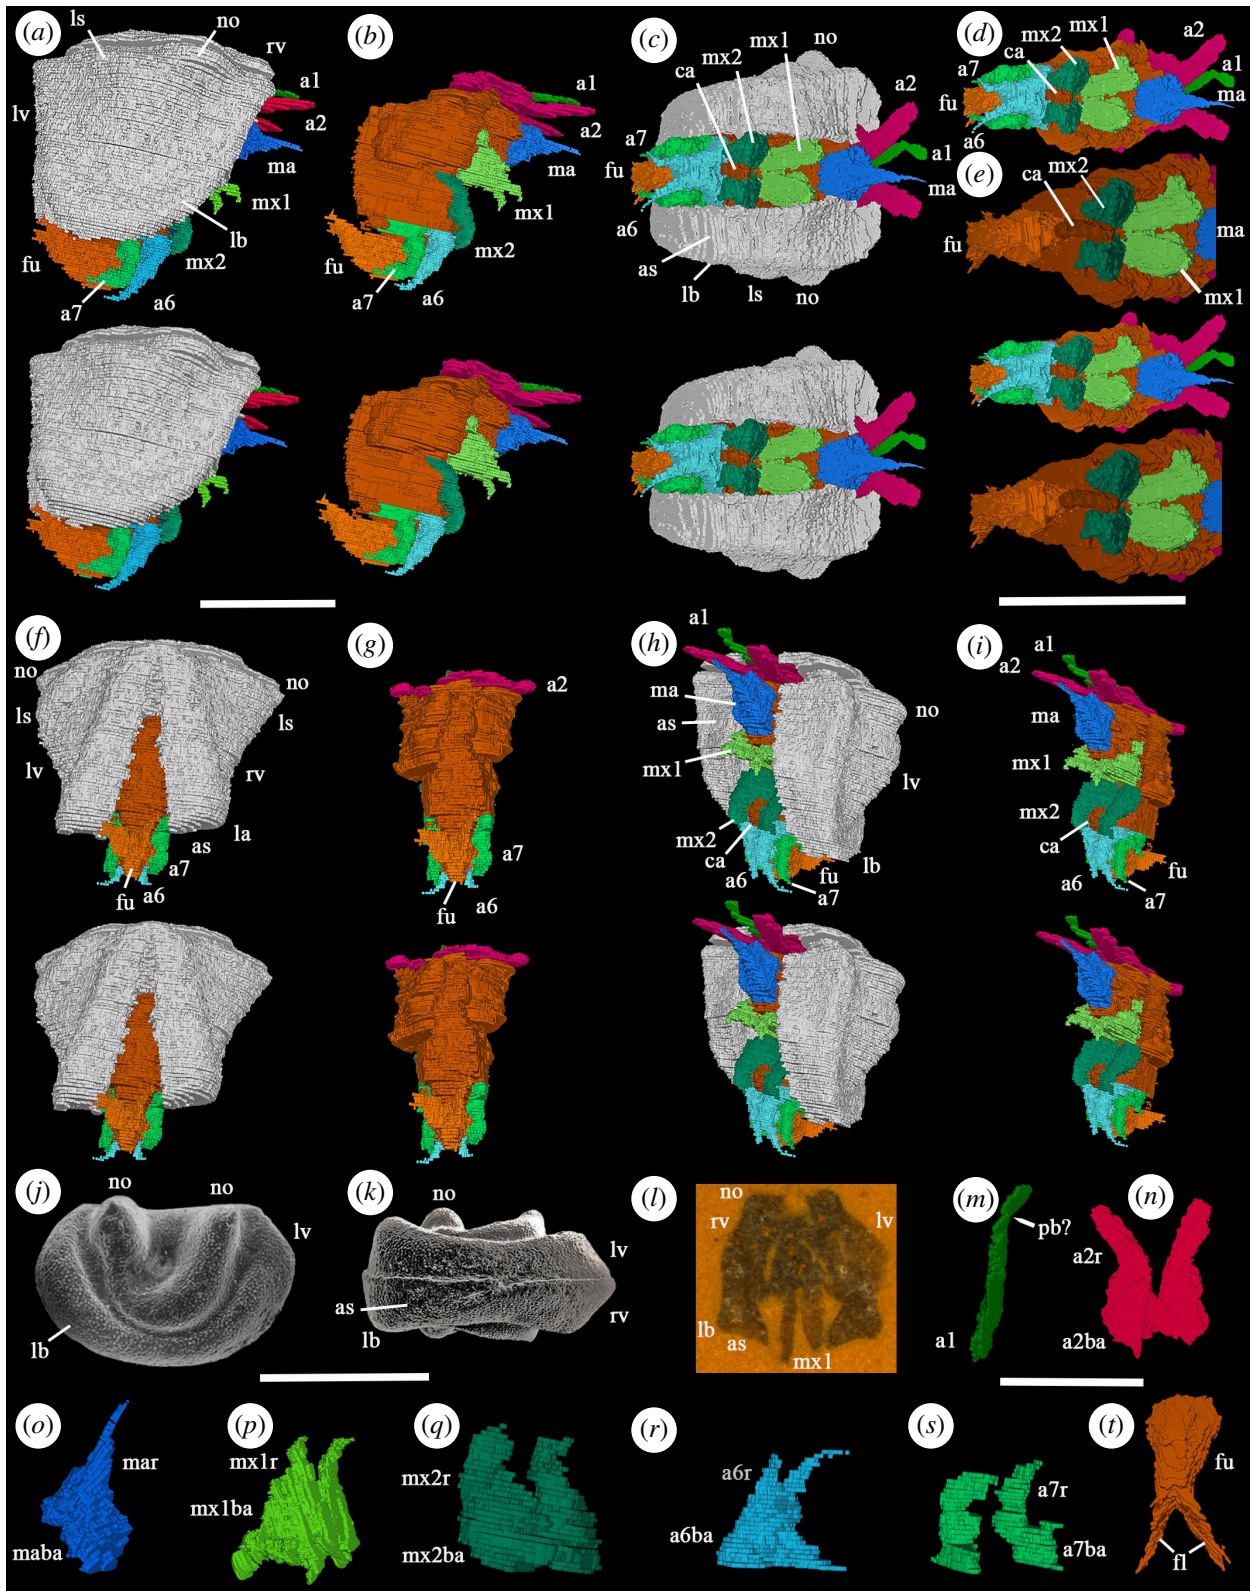 (a)
ls
no
rv
a1
lv
a2
ma
mx1
lb
mx2
fu
a7
a6
(b)
a1
a2
ma
mx1
mx2
fu
a7
a6
(c)
no
mx1
mx2
ca
a2
a7
fu
a1
ma
a6
as
lb
ls
no
(d)
mx2
mx1
a2
ca
a7
a1
fu
ma
a6
(e)
mx2
ca
fu
ma
mx1
(f)
no
no
ls
ls
lv
rv
la
as
a7
fu
a6
(g)
a2
a7
a6
fu
(h)
a1
ma
as
no
mx1
lv
mx2
ca
a6
lb
fu
a7
(i)
a1
a2
ma
mx1
mx2
ca
a6
fu
a7
(j)
no
no
lv
lb
(k)
no
lv
as
lb
rv
(l)
no
rv
lv
lb
as
mx1
(m)
pb?
a1
(n)
a2r
a2ba
(o)
mar
maba
(p)
mx1r
mx1ba
(q)
mx2r
mx2ba
(r)
a6r
a6ba
(s)
a7r
a7ba
(t)
fu
fl